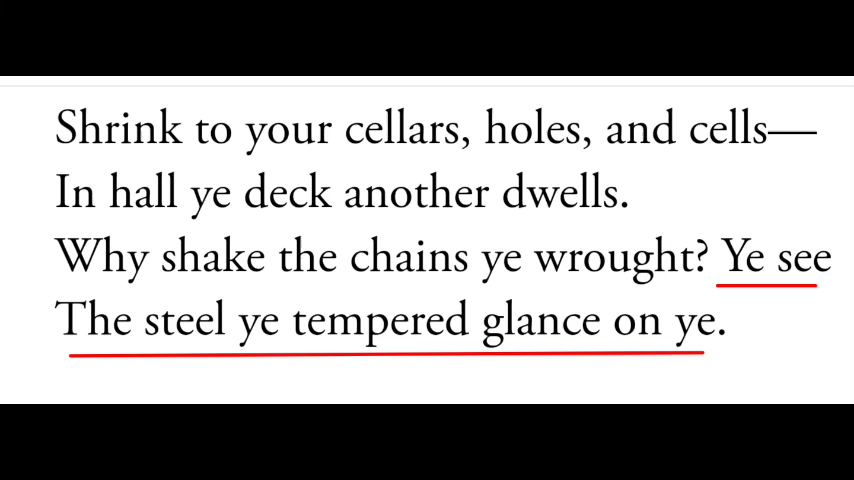 Shrink to your cellars, holes, and cells—
In hall ye deck another dwells.
Why shake the chains ye wrought? Ye see
The steel ye tempered glance on ye.